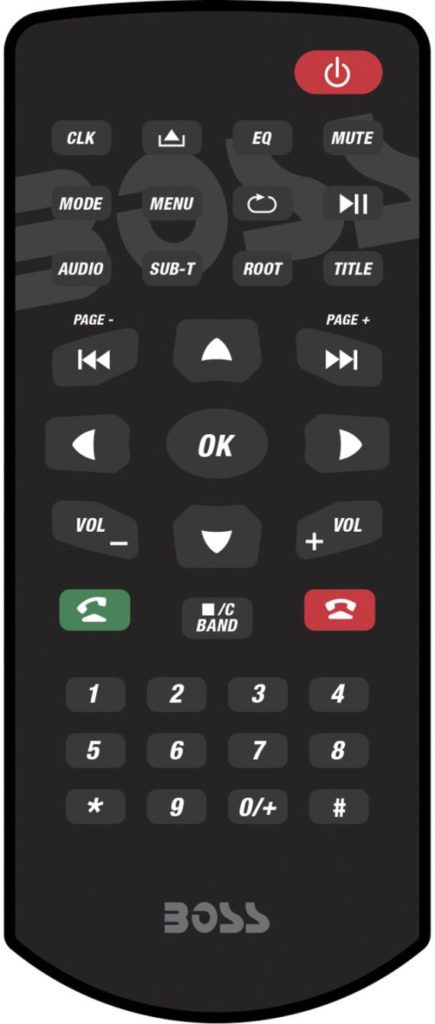 CLK EQ MUTE
MODE MENU
BOSS
AUDIO SUB-T ROOT TITLE
PAGE - PAGE +
OK
VOL - + VOL
■/C
BAND
1 2 3 4
5 6 7 8
* 9 0/+ #
BOSS